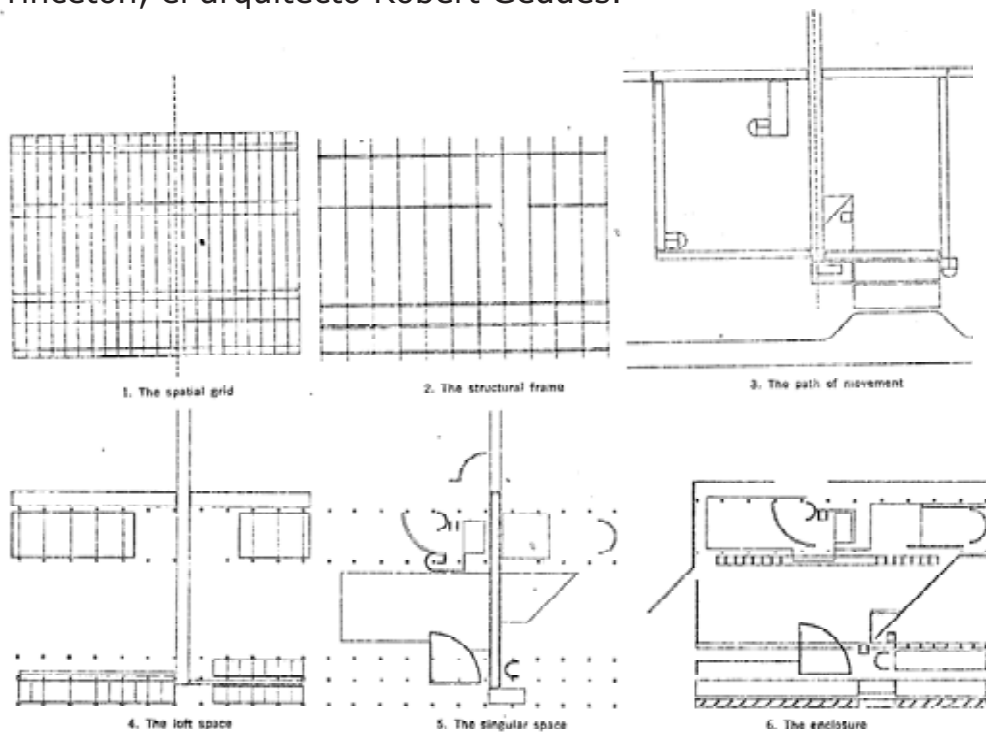 rinceton, el arquitecto Robert Geddes.
1. The spatial grid
2. The structural frame
3. The path of movement
4. The loft space
5. The singular space
6. The enclosure